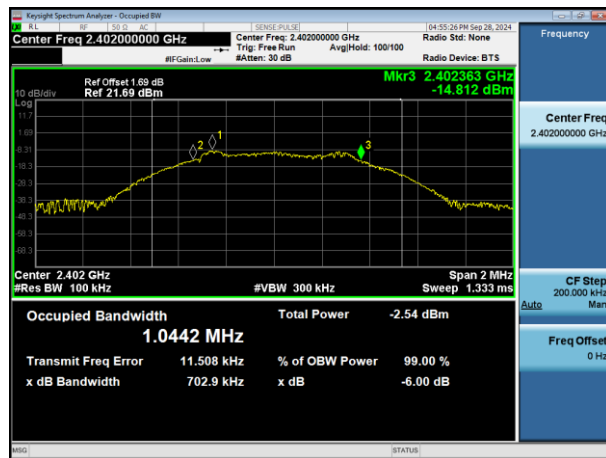 Keysight Spectrum Analyzer - Occupied BW
RL RF 50 Ω AC SENSE:PULSE 04:55:26 PM Sep 28, 2024
Center Freq 2.402000000 GHz
Center Freq: 2.402000000 GHz Radio Std: None
Trig: Free Run Avg|Hold: 100/100
#IFGain:Low #Atten: 30 dB Radio Device: BTS
Frequency
Ref Offset 1.69 dB
10 dB/div Ref 21.69 dBm
Mkr3 2.402363 GHz
-14.812 dBm
Log
11.7
1.69
-8.31
-18.3
-28.3
-38.3
-48.3
-58.3
-68.3
2 1
3
Center 2.402 GHz Span 2 MHz
#Res BW 100 kHz #VBW 300 kHz Sweep 1.333 ms
Occupied Bandwidth Total Power -2.54 dBm
1.0442 MHz
Transmit Freq Error 11.508 kHz % of OBW Power 99.00 %
x dB Bandwidth 702.9 kHz x dB -6.00 dB
Center Freq
2.402000000 GHz
CF Step
200.000 kHz
Auto Man
Freq Offset
0 Hz
MSG STATUS